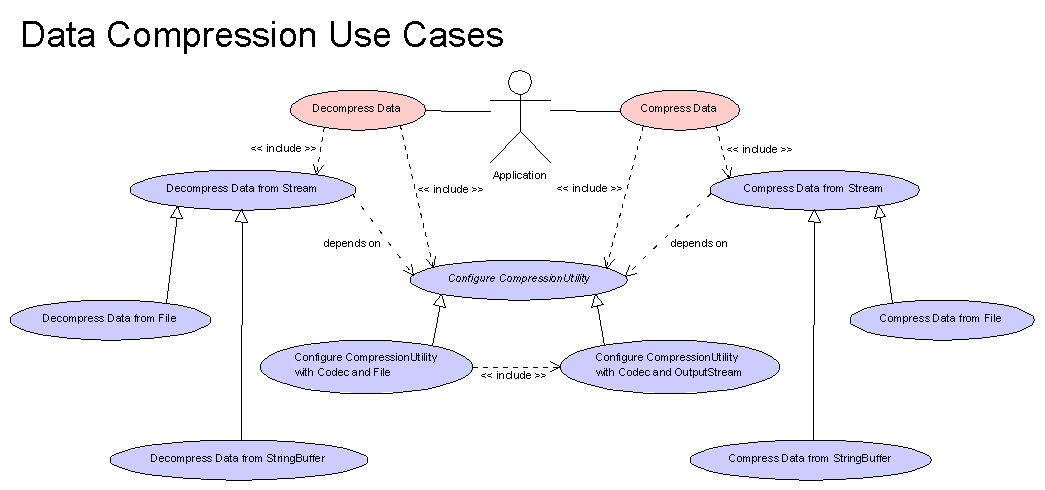 Data Compression Use Cases
Decompress Data
Compress Data
<< include >>
<< include >>
Application
Decompress Data from Stream
<< include >>
<< include >>
Compress Data from Stream
depends on
depends on
Configure CompressionUtility
Decompress Data from File
Compress Data from File
Configure CompressionUtility
with Codec and File
<< include >>
Configure CompressionUtility
with Codec and OutputStream
Decompress Data from StringBuffer
Compress Data from StringBuffer